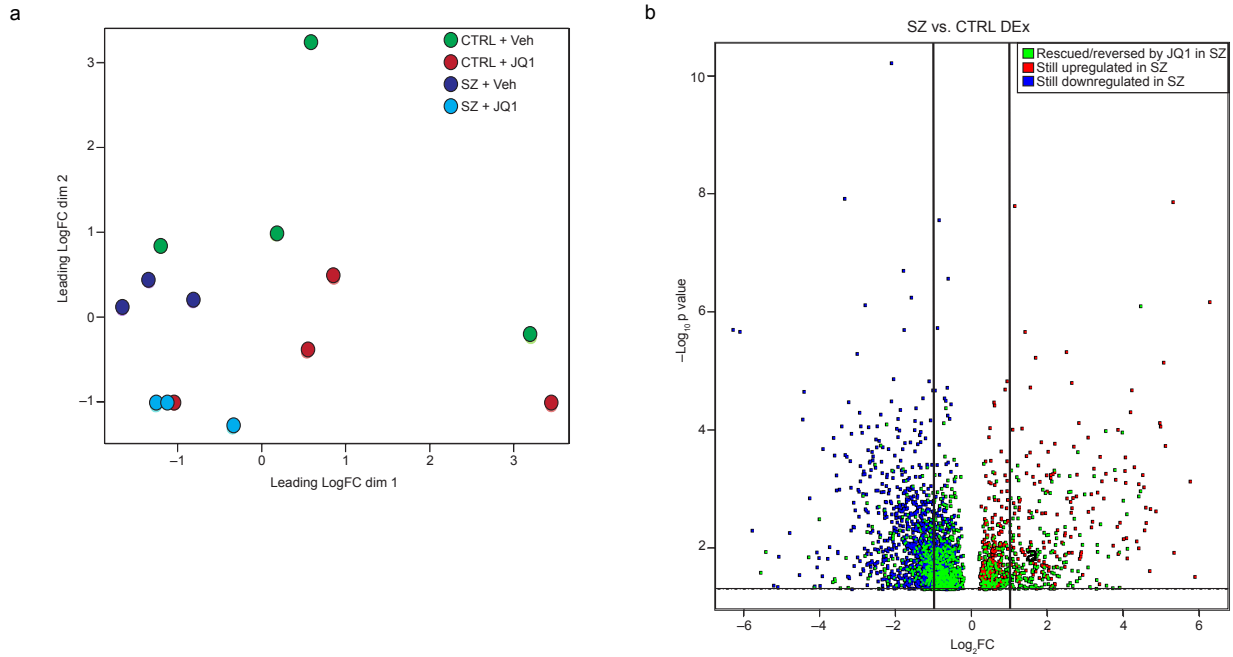 a
CTRL + Veh
CTRL + JQ1
SZ + Veh
SZ + JQ1
3
2
1
0
−1
Leading LogFC dim 2
−1
0
1
2
3
Leading LogFC dim 1
b
SZ vs. CTRL DEx
Rescued/reversed by JQ1 in SZ
Still upregulated in SZ
Still downregulated in SZ
10
8
6
4
2
−Log₁₀ p value
a
−6
−4
−2
0
2
4
6
Log₂FC